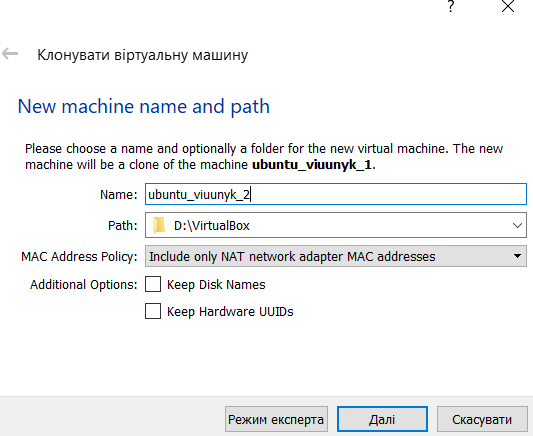 ?
Клонувати віртуальну машину
New machine name and path
Please choose a name and optionally a folder for the new virtual machine. The new
machine will be a clone of the machine ubuntu_viuunyk_1.
Name: ubuntu_viuunyk_2
Path: D:\VirtualBox
MAC Address Policy: Include only NAT network adapter MAC addresses
Additional Options: Keep Disk Names
Keep Hardware UUIDs
Режим експерта Далі Скасувати